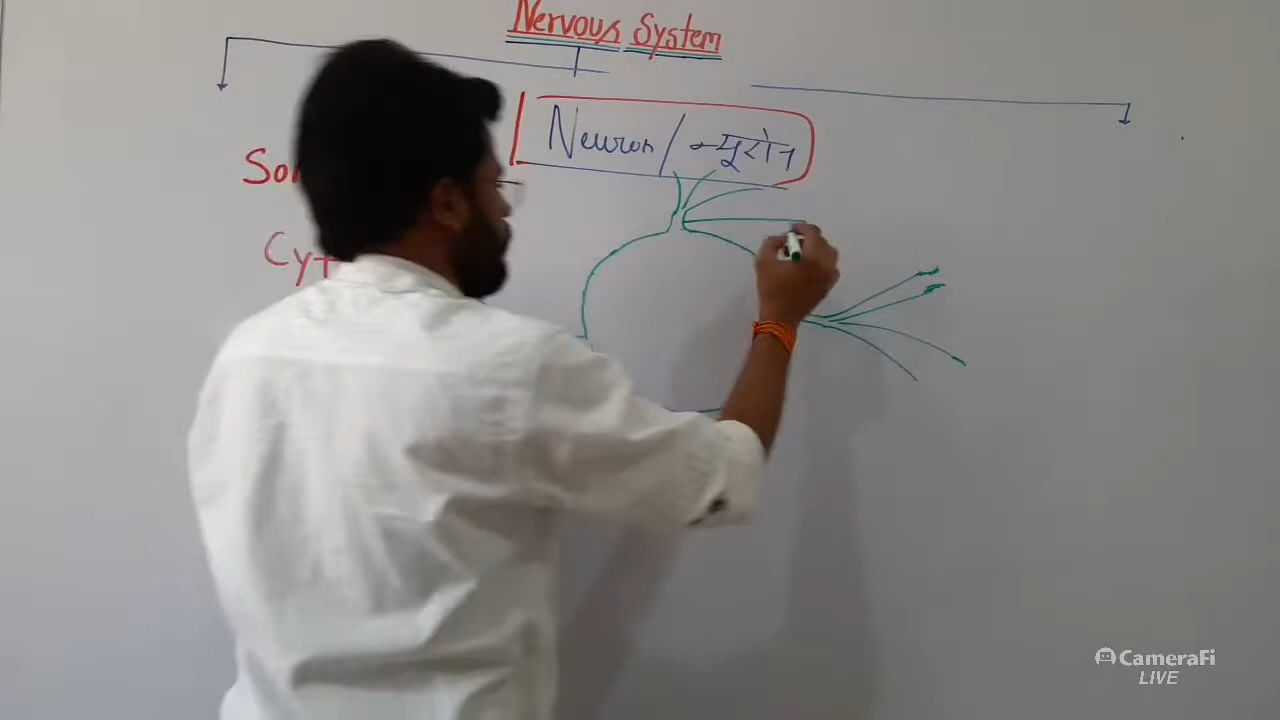 Nervous System
Neuron / न्यूरोन
CameraFi
LIVE